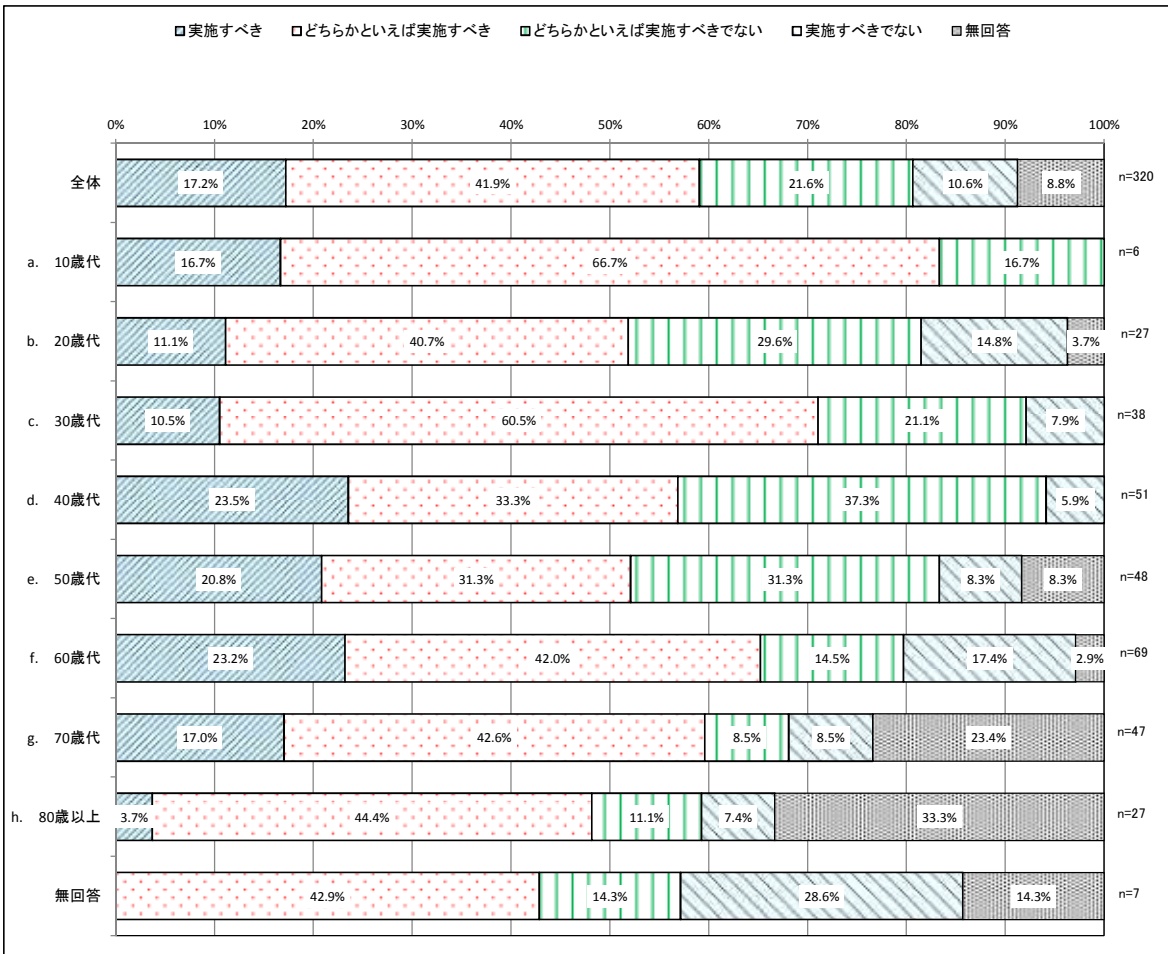 実施すべき どちらかといえば実施すべき どちらかといえば実施すべきでない 実施すべきでない 無回答
0% 10% 20% 30% 40% 50% 60% 70% 80% 90% 100%
全体 17.2% 41.9% 21.6% 10.6% 8.8% n=320
a. 10歳代 16.7% 66.7% 16.7% n=6
b. 20歳代 11.1% 40.7% 29.6% 14.8% 3.7% n=27
c. 30歳代 10.5% 60.5% 21.1% 7.9% n=38
d. 40歳代 23.5% 33.3% 37.3% 5.9% n=51
e. 50歳代 20.8% 31.3% 31.3% 8.3% 8.3% n=48
f. 60歳代 23.2% 42.0% 14.5% 17.4% 2.9% n=69
g. 70歳代 17.0% 42.6% 8.5% 8.5% 23.4% n=47
h. 80歳以上 3.7% 44.4% 11.1% 7.4% 33.3% n=27
無回答 42.9% 14.3% 28.6% 14.3% n=7